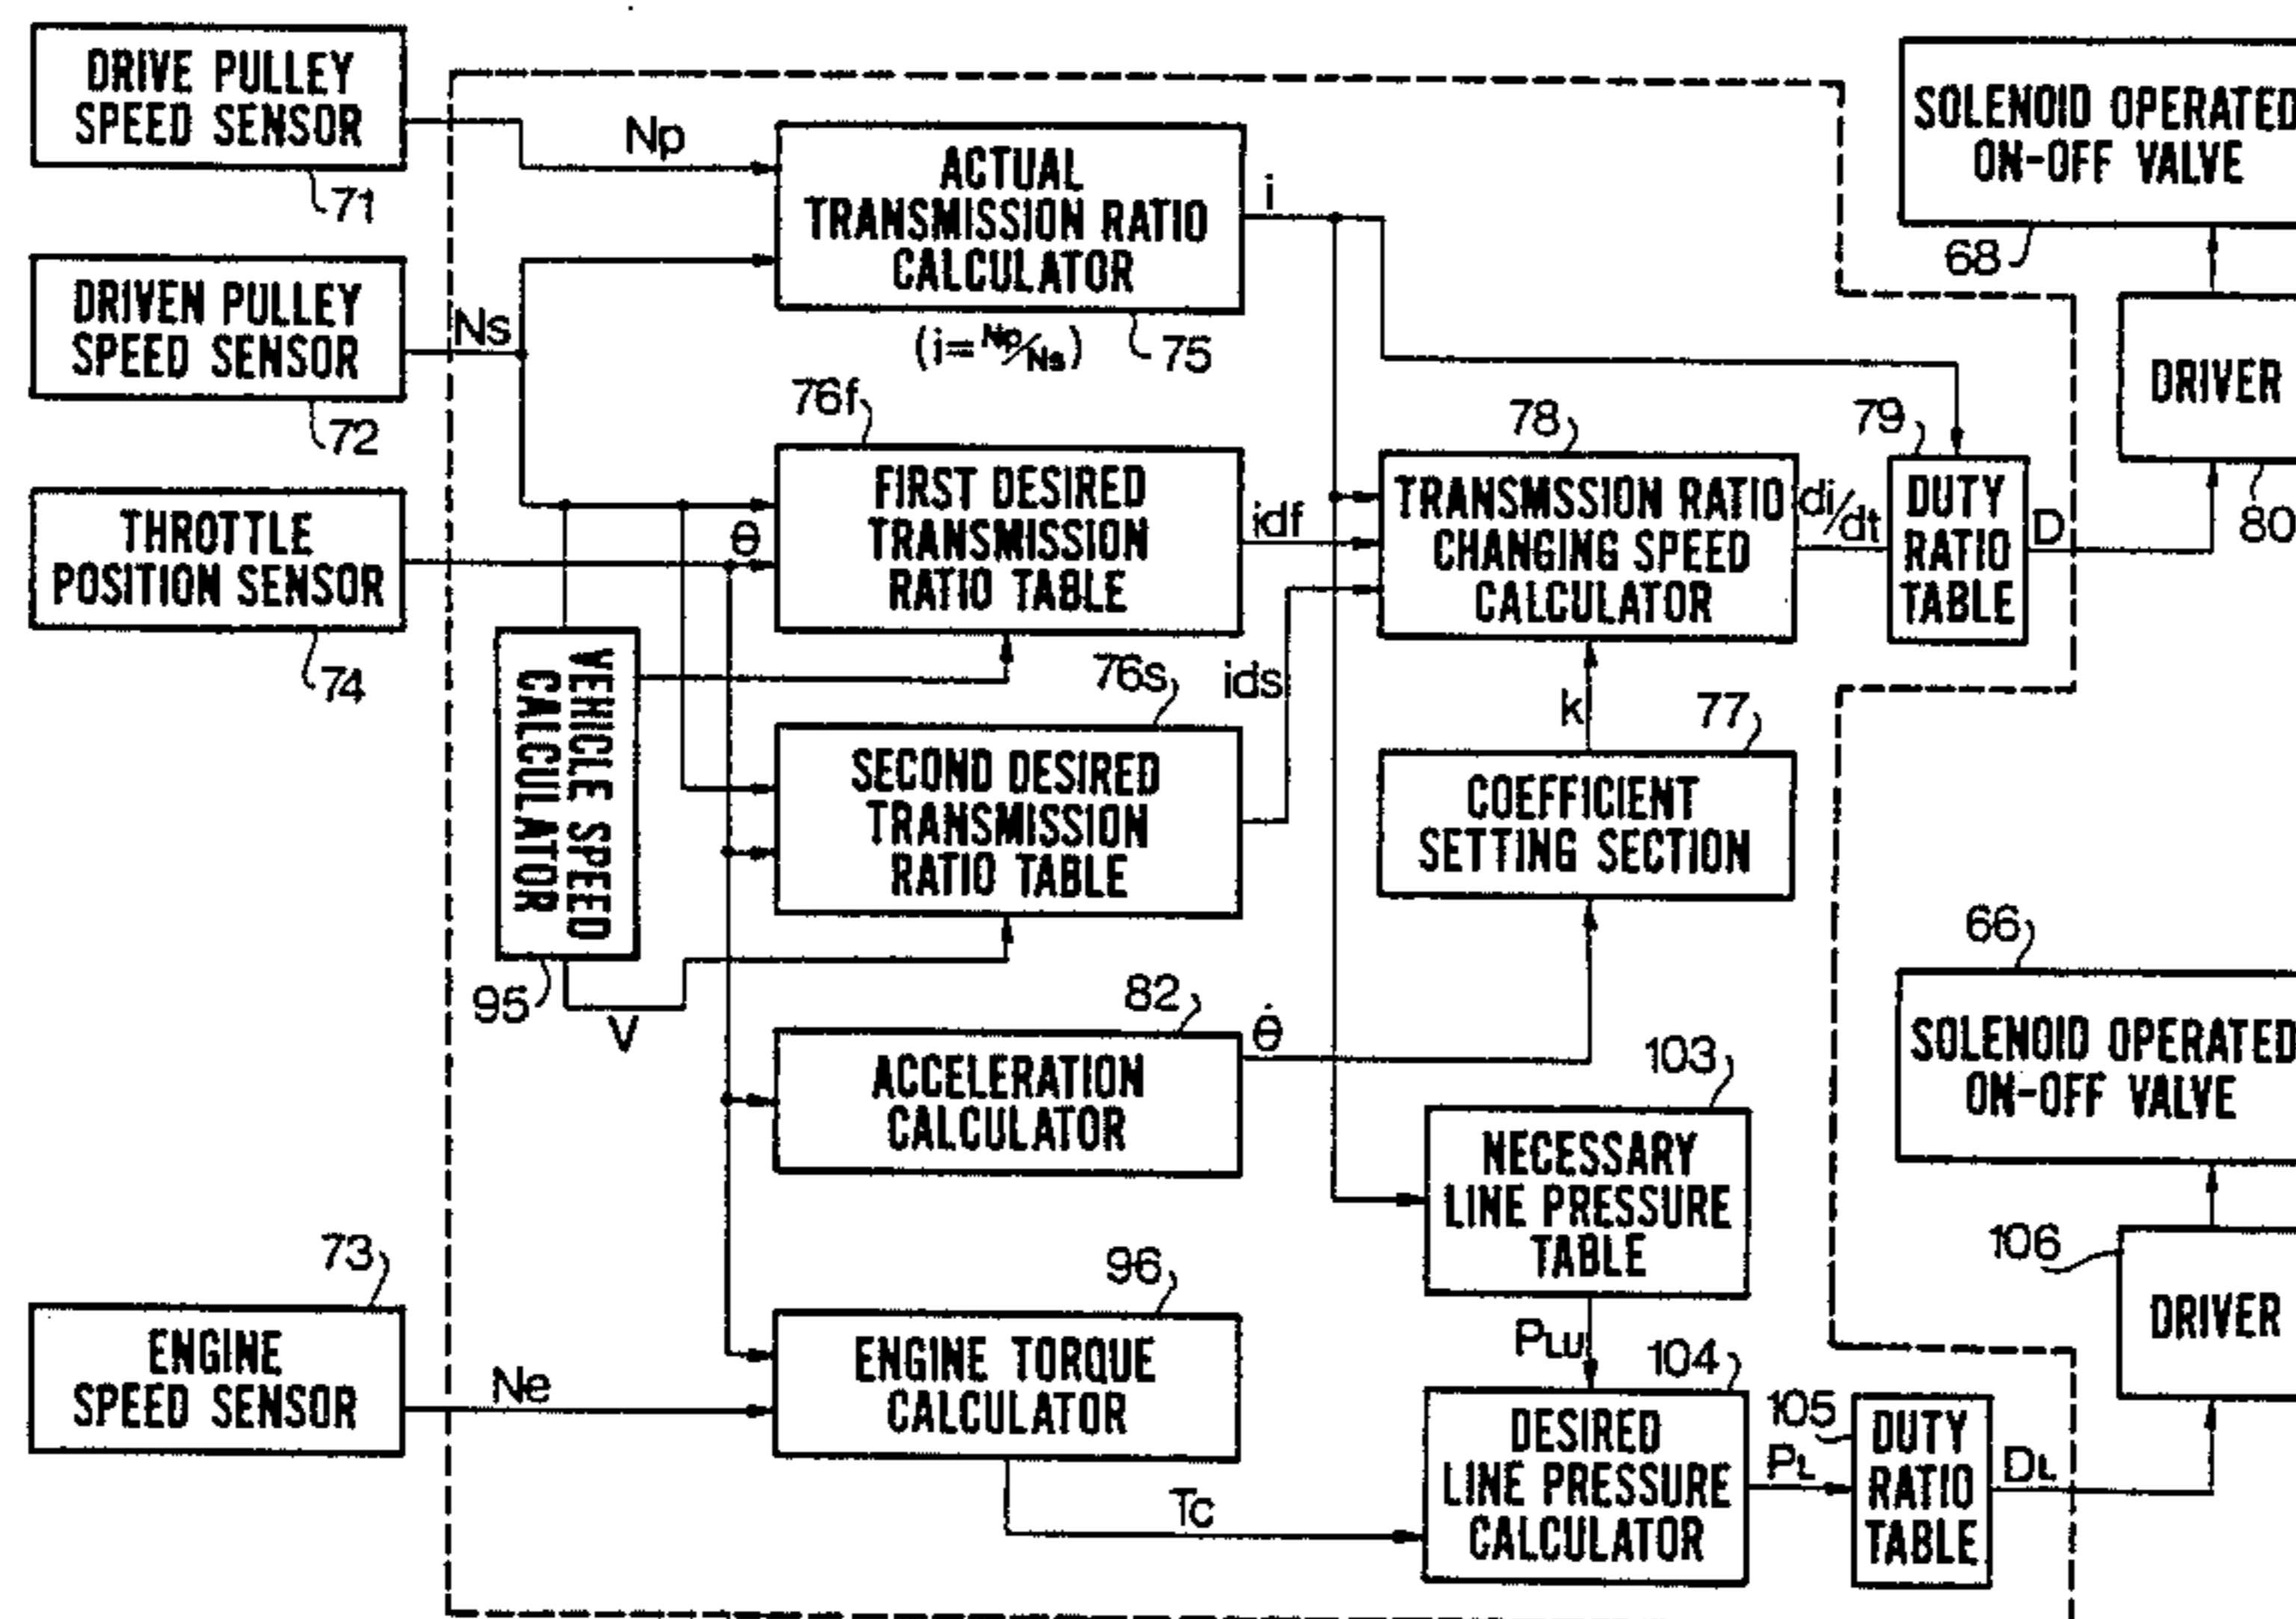 DRIVE PULLEY
SPEED SENSOR
71
DRIVEN PULLEY
SPEED SENSOR
72
THROTTLE
POSITION SENSOR
74
ENGINE
SPEED SENSOR
73
Np
Ns
θ
Ne
ACTUAL
TRANSMISSION RATIO
CALCULATOR
(i=Np/Ns)
75
i
76f
FIRST DESIRED
TRANSMISSION
RATIO TABLE
idf
VEHICLE SPEED
CALCULATOR
95
V
76s
SECOND DESIRED
TRANSMISSION
RATIO TABLE
ids
82
ACCELERATION
CALCULATOR
θ̇
96
ENGINE TORQUE
CALCULATOR
Tc
78
TRANSMSSION RATIO
CHANGING SPEED
CALCULATOR
di/dt
k
77
COEFFICIENT
SETTING SECTION
79
DUTY
RATIO
TABLE
D
103
NECESSARY
LINE PRESSURE
TABLE
PLU
104
DESIRED
LINE PRESSURE
CALCULATOR
PL
105
DUTY
RATIO
TABLE
DL
SOLENOID OPERATED
ON-OFF VALVE
68
DRIVER
80
66
SOLENOID OPERATED
ON-OFF VALVE
106
DRIVER